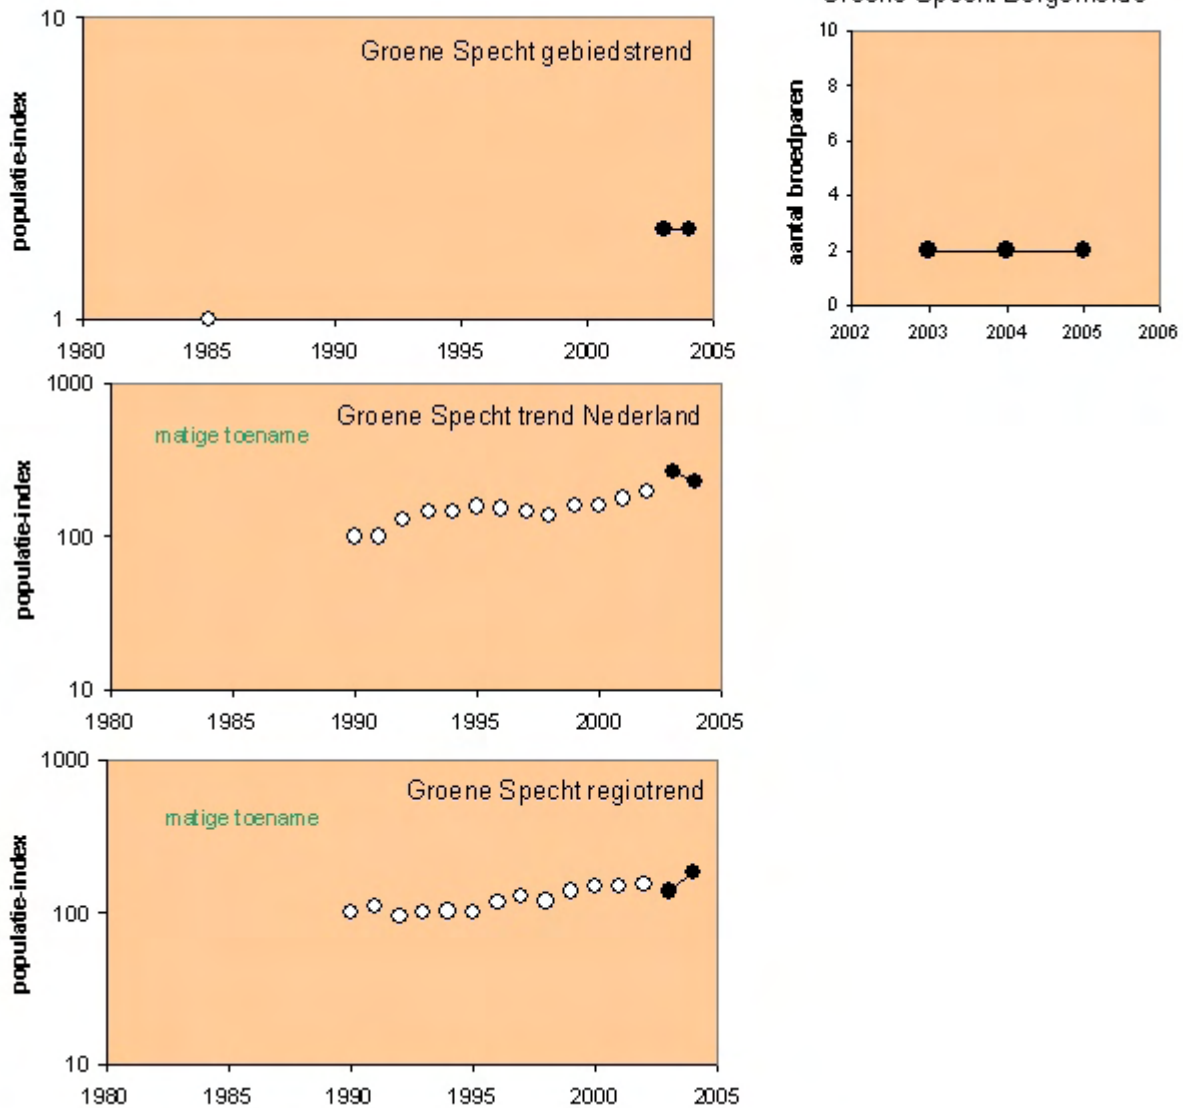 Groene Specht gebiedstrend
populatie-index
10
1
1980 1985 1990 1995 2000 2005
aantal broedparen
10
8
6
4
2
0
2002 2003 2004 2005 2006
Groene Specht trend Nederland
matige toename
populatie-index
1000
100
10
1980 1985 1990 1995 2000 2005
Groene Specht regiotrend
matige toename
populatie-index
1000
100
10
1980 1985 1990 1995 2000 2005